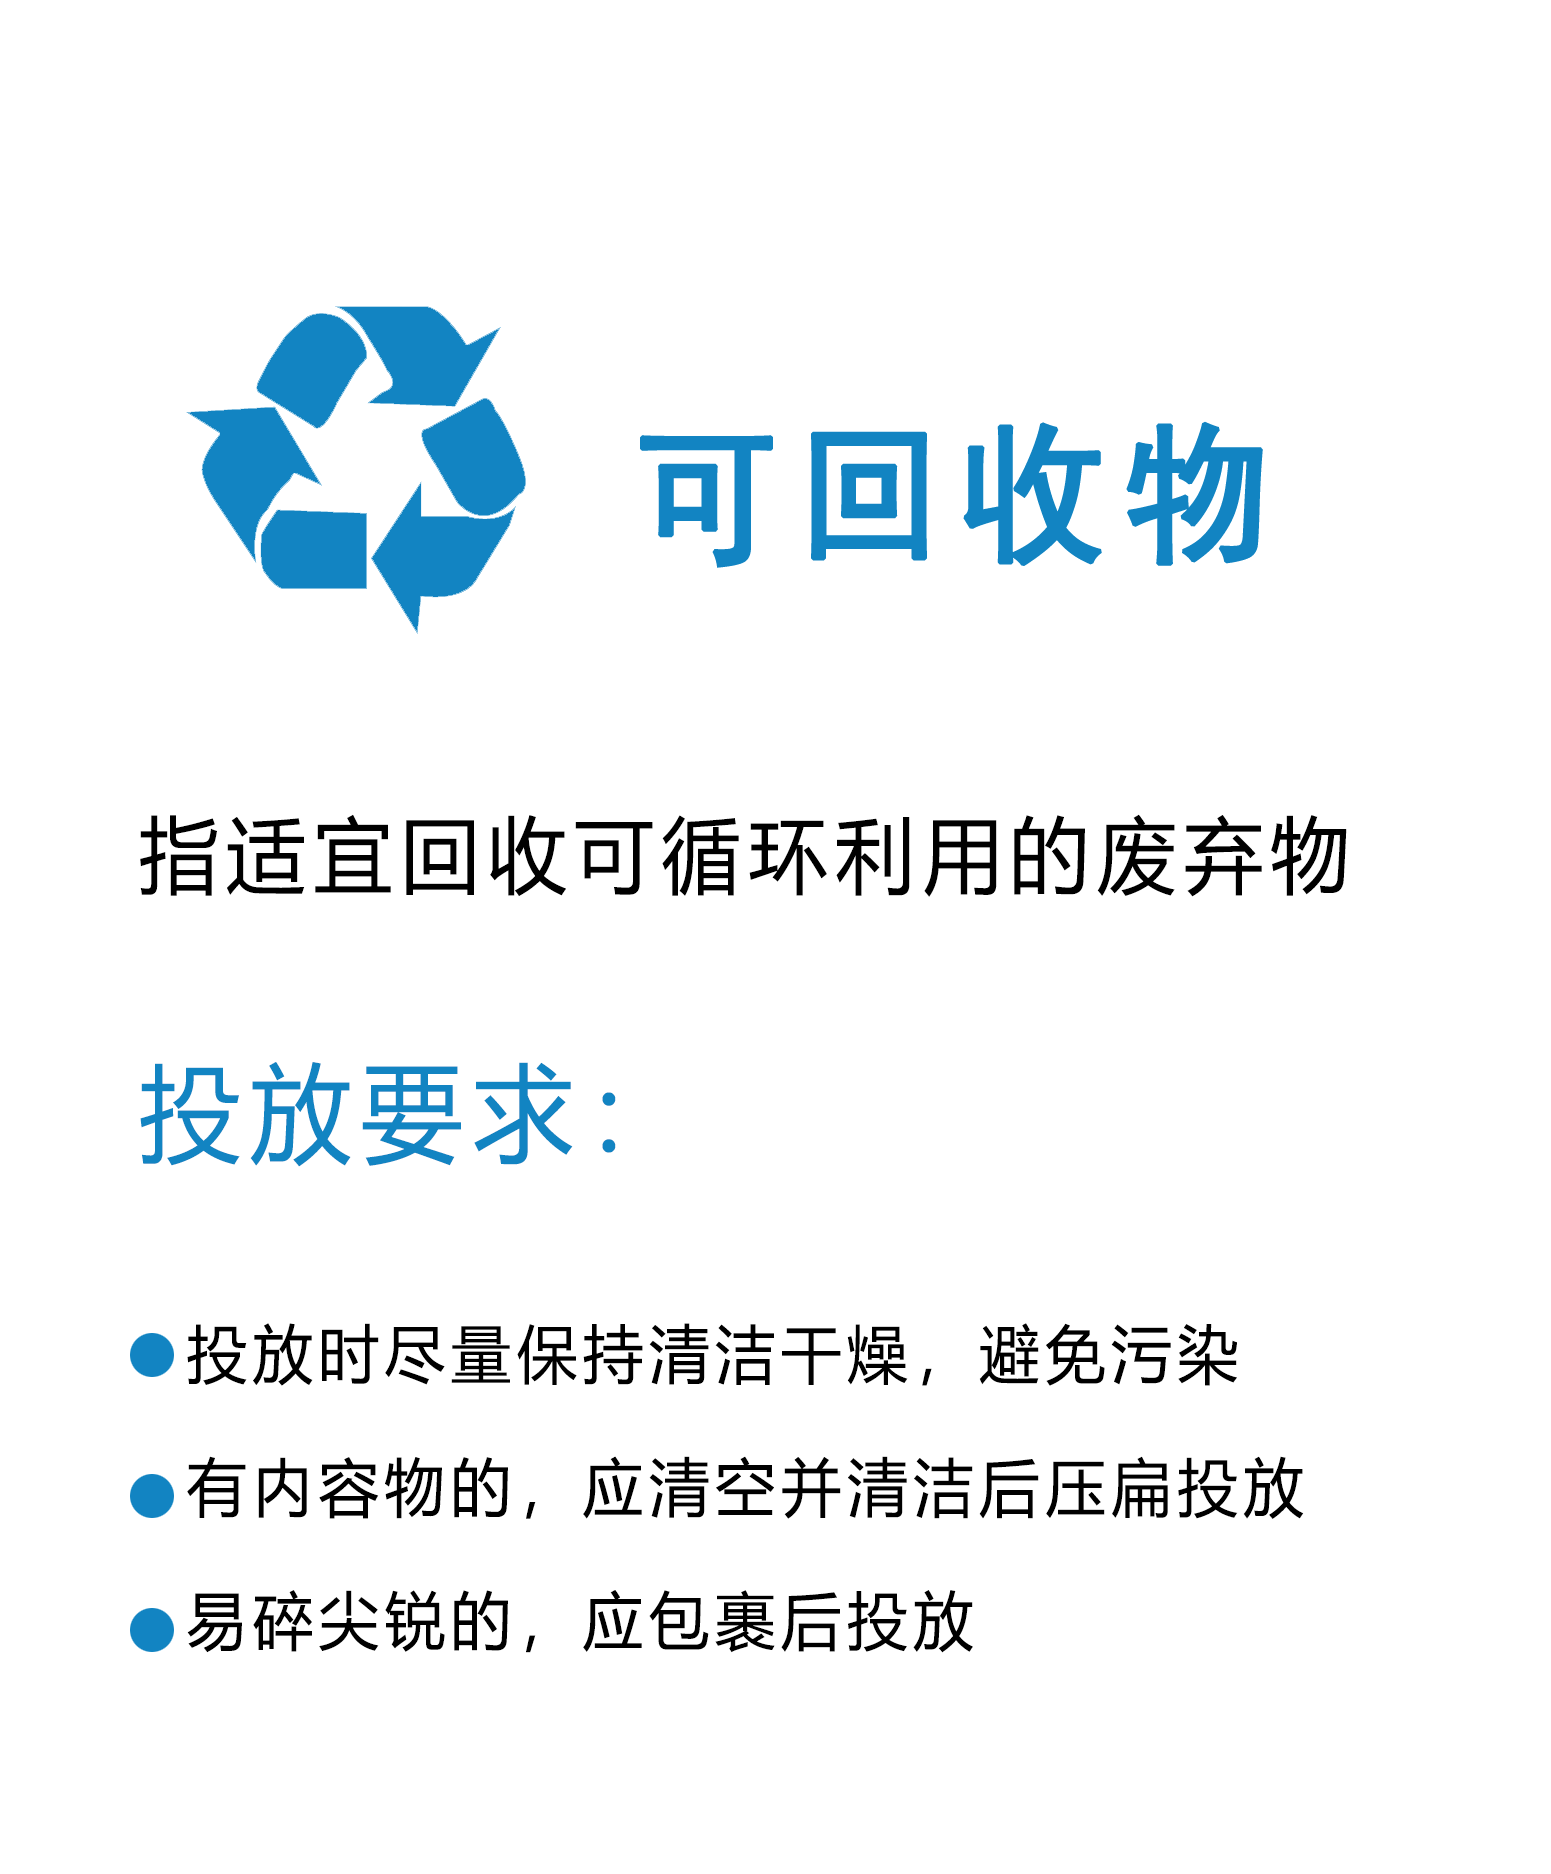 可回收物
指适宜回收可循环利用的废弃物
投放要求：
投放时尽量保持清洁干燥，避免污染
有内容物的，应清空并清洁后压扁投放
易碎尖锐的，应包裹后投放